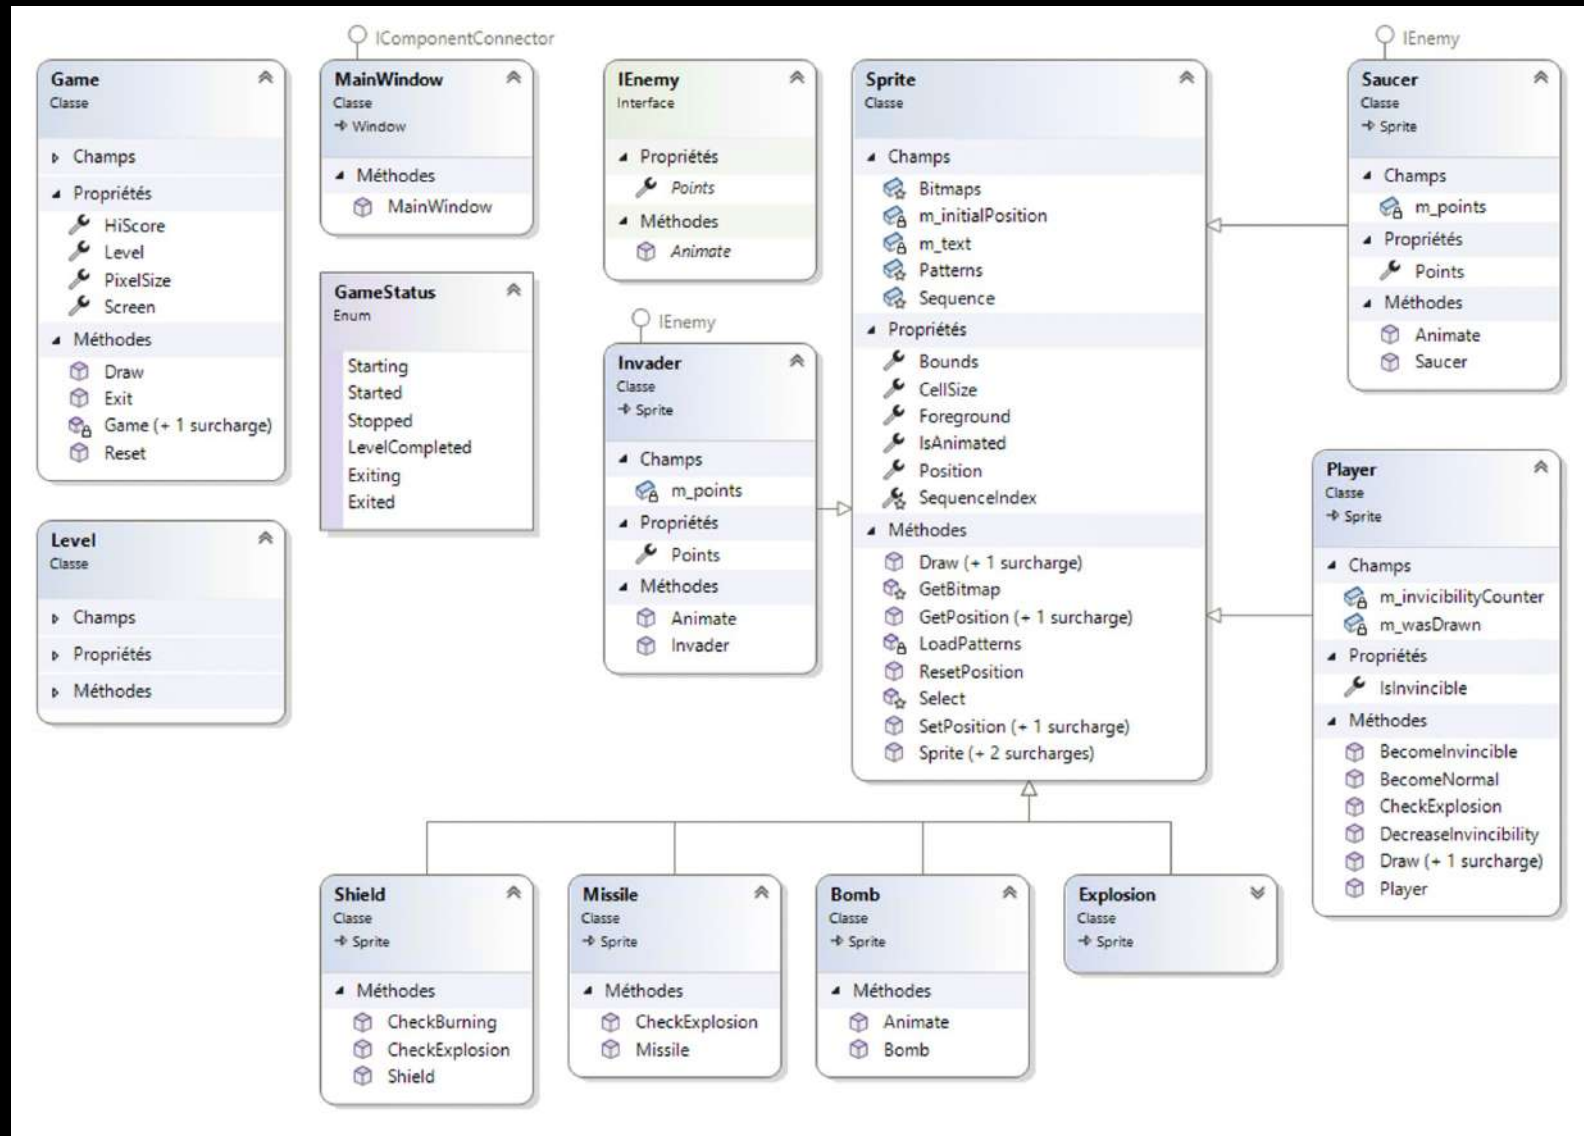 IComponentConnector
IEnemy
Game
Classe
Champs
Propriétés
HiScore
Level
PixelSize
Screen
Méthodes
Draw
Exit
Game (+ 1 surcharge)
Reset
MainWindow
Classe
Window
Méthodes
MainWindow
IEnemy
Interface
Propriétés
Points
Méthodes
Animate
Sprite
Classe
Champs
Bitmaps
m_initialPosition
m_text
Patterns
Sequence
Propriétés
Bounds
CellSize
Foreground
IsAnimated
Position
SequenceIndex
Méthodes
Draw (+ 1 surcharge)
GetBitmap
GetPosition (+ 1 surcharge)
LoadPatterns
ResetPosition
Select
SetPosition (+ 1 surcharge)
Sprite (+ 2 surcharges)
Saucer
Classe
Sprite
Champs
m_points
Propriétés
Points
Méthodes
Animate
Saucer
GameStatus
Enum
Starting
Started
Stopped
LevelCompleted
Exiting
Exited
IEnemy
Invader
Classe
Sprite
Champs
m_points
Propriétés
Points
Méthodes
Animate
Invader
Level
Classe
Champs
Propriétés
Méthodes
Player
Classe
Sprite
Champs
m_invicibilityCounter
m_wasDrawn
Propriétés
IsInvincible
Méthodes
BecomeInvincible
BecomeNormal
CheckExplosion
DecreaseInvincibility
Draw (+ 1 surcharge)
Player
Shield
Classe
Sprite
Méthodes
CheckBurning
CheckExplosion
Shield
Missile
Classe
Sprite
Méthodes
CheckExplosion
Missile
Bomb
Classe
Sprite
Méthodes
Animate
Bomb
Explosion
Classe
Sprite